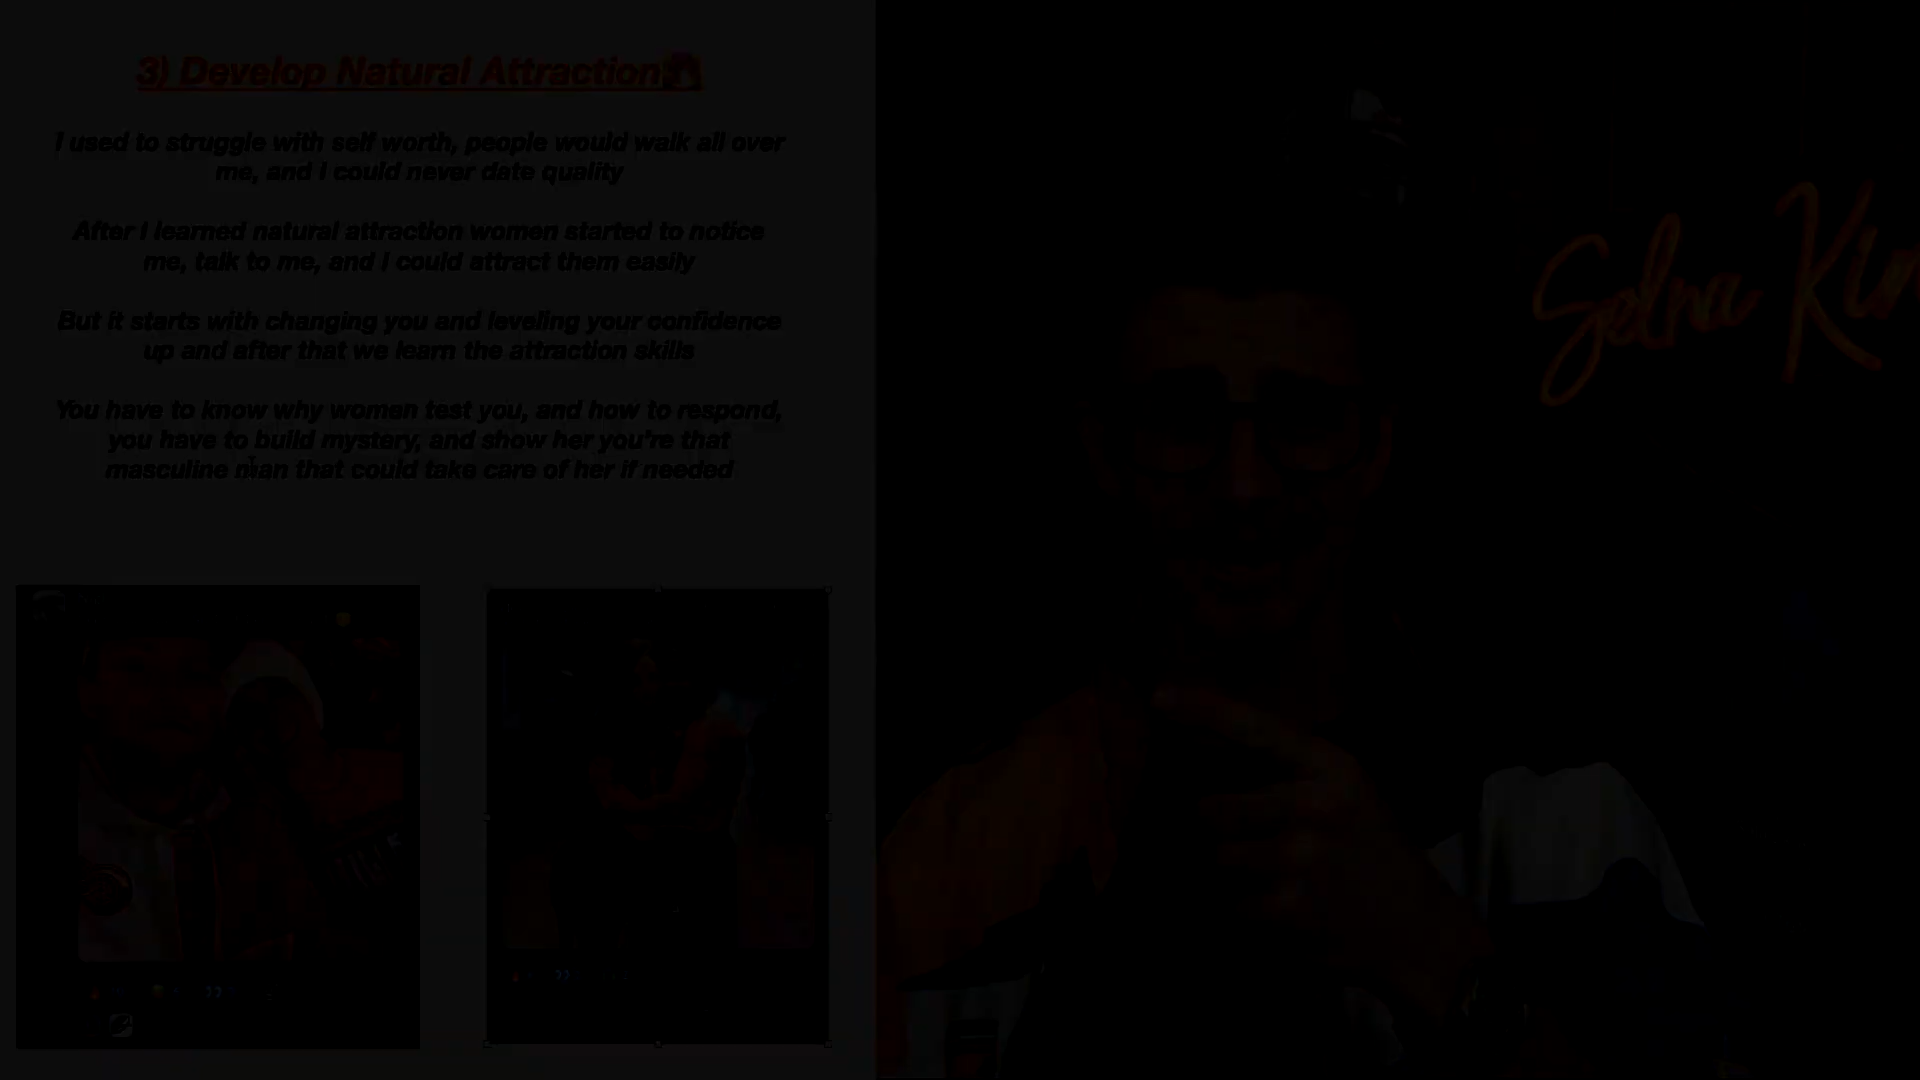 3) Develop Natural Attraction
I used to struggle with self worth, people would walk all over
me, and I could never date quality
After I learned natural attraction women started to notice
me, talk to me, and I could attract them easily
But it starts with changing you and leveling your confidence
up and after that we learn the attraction skills
You have to know why women test you, and how to respond,
you have to build mystery, and show her you're that
masculine man that could take care of her if needed